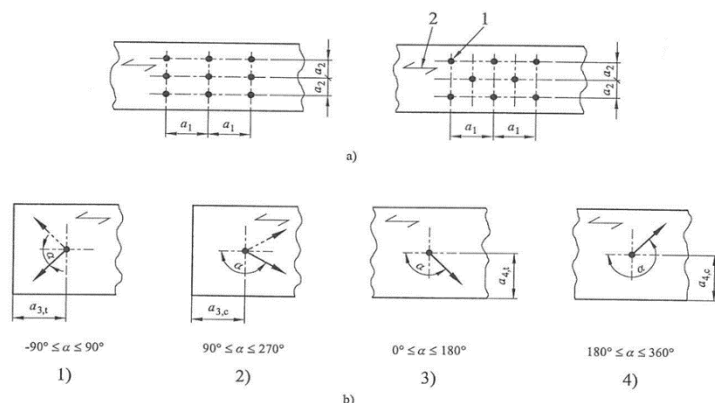 2 1
a₂
a₂
a₁ a₁
a₂
a₂
a₁ a₁
a)
α
a₃,t
α
a₃,c
α
a₄,t
α
a₄,c
-90° ≤ α ≤ 90° 90° ≤ α ≤ 270° 0° ≤ α ≤ 180° 180° ≤ α ≤ 360°
1) 2) 3) 4)
b)